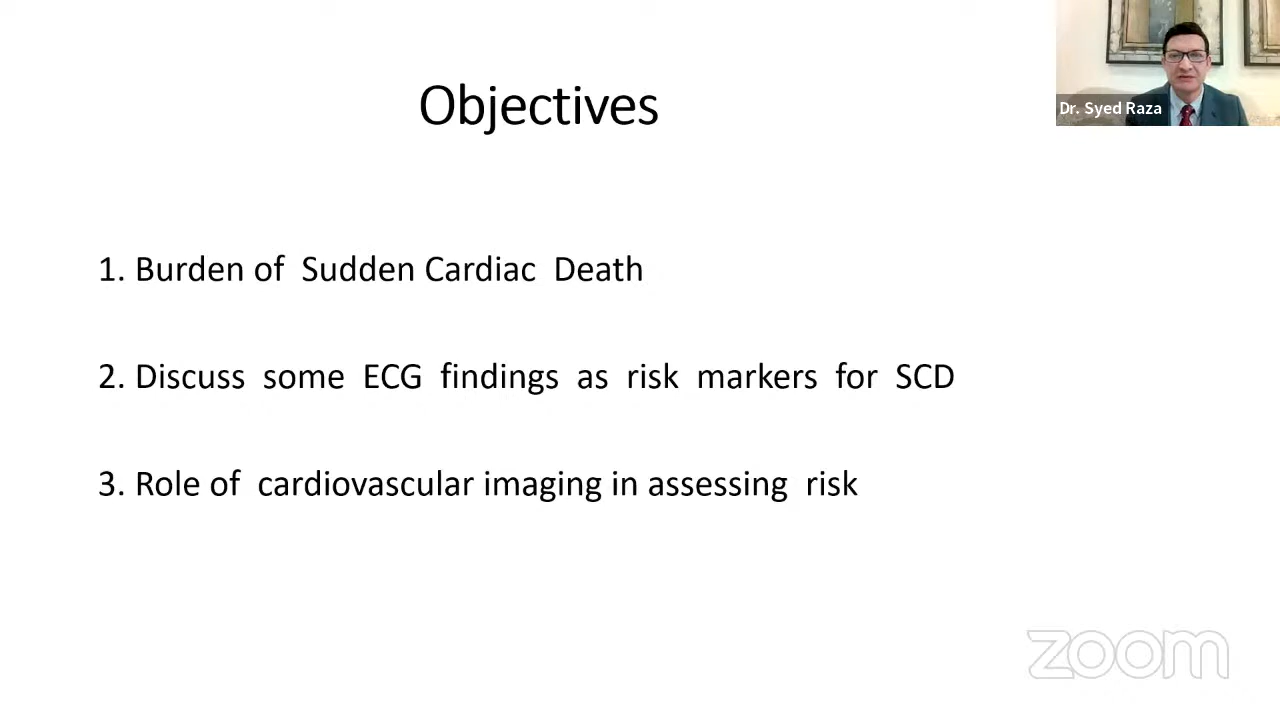 Dr. Syed Raza
Objectives
1. Burden of Sudden Cardiac Death
2. Discuss some ECG findings as risk markers for SCD
3. Role of cardiovascular imaging in assessing risk
zoom